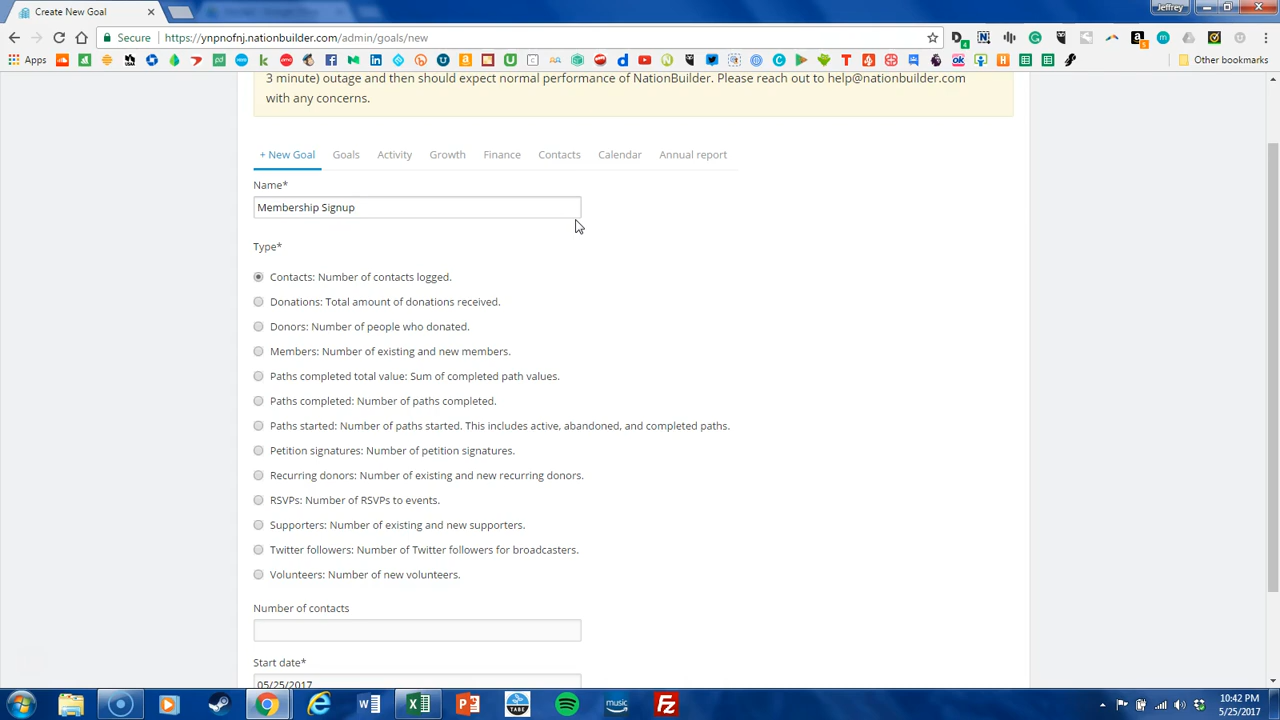 Create New Goal
Jeffrey
Secure
https://ynpnofnj.nationbuilder.com/admin/goals/new
Apps
Other bookmarks
3 minute) outage and then should expect normal performance of NationBuilder. Please reach out to help@nationbuilder.com
with any concerns.
+ New Goal Goals Activity Growth Finance Contacts Calendar Annual report
Name*
Membership Signup
Type*
Contacts: Number of contacts logged.
Donations: Total amount of donations received.
Donors: Number of people who donated.
Members: Number of existing and new members.
Paths completed total value: Sum of completed path values.
Paths completed: Number of paths completed.
Paths started: Number of paths started. This includes active, abandoned, and completed paths.
Petition signatures: Number of petition signatures.
Recurring donors: Number of existing and new recurring donors.
RSVPs: Number of RSVPs to events.
Supporters: Number of existing and new supporters.
Twitter followers: Number of Twitter followers for broadcasters.
Volunteers: Number of new volunteers.
Number of contacts
Start date*
05/25/2017
10:42 PM
5/25/2017